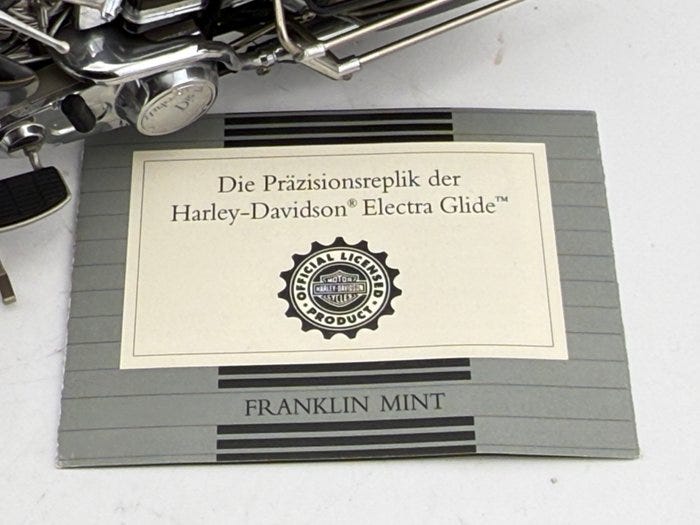 Die Präzisionsreplik der
Harley-Davidson® Electra Glide™
OFFICIAL LICENSED
MOTOR
HARLEY-DAVIDSON
CYCLES
PRODUCT
FRANKLIN MINT